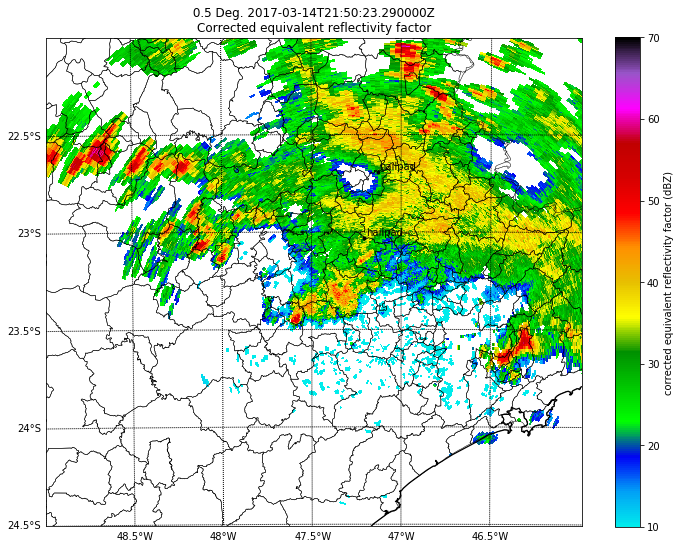 0.5 Deg. 2017-03-14T21:50:23.290000Z
Corrected equivalent reflectivity factor
22.5°S
23°S
23.5°S
24°S
24.5°S
hailpad
hailpad
48.5°W
48°W
47.5°W
47°W
46.5°W
70
60
50
40
30
20
10
corrected equivalent reflectivity factor (dBZ)